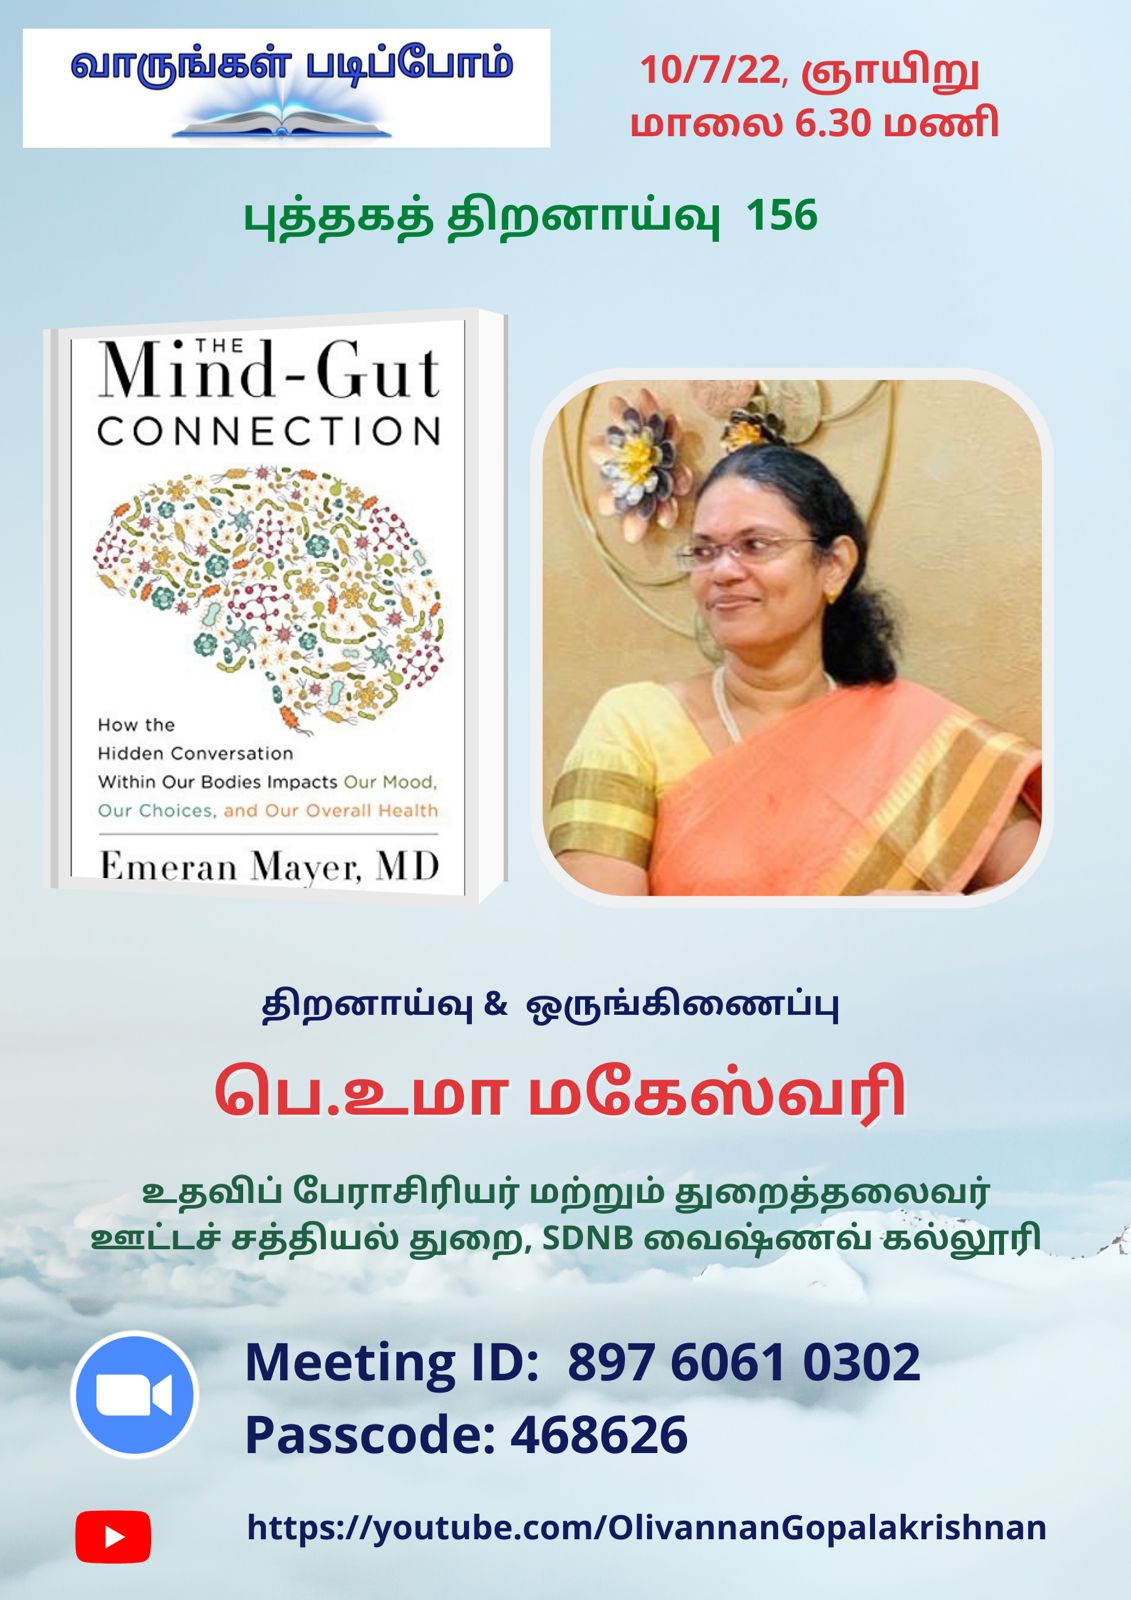 வாருங்கள் படிப்போம்
10/7/22, ஞாயிறு
மாலை 6.30 மணி
புத்தகத் திறனாய்வு 156
THE
Mind-Gut
CONNECTION
How the
Hidden Conversation
Within Our Bodies Impacts Our Mood,
Our Choices, and Our Overall Health
Emeran Mayer, MD
திறனாய்வு & ஒருங்கிணைப்பு
பெ.உமா மகேஸ்வரி
உதவிப் பேராசிரியர் மற்றும் துறைத்தலைவர்
ஊட்டச் சத்தியல் துறை, SDNB வைஷ்ணவ் கல்லூரி
Meeting ID: 897 6061 0302
Passcode: 468626
https://youtube.com/OlivannanGopalakrishnan